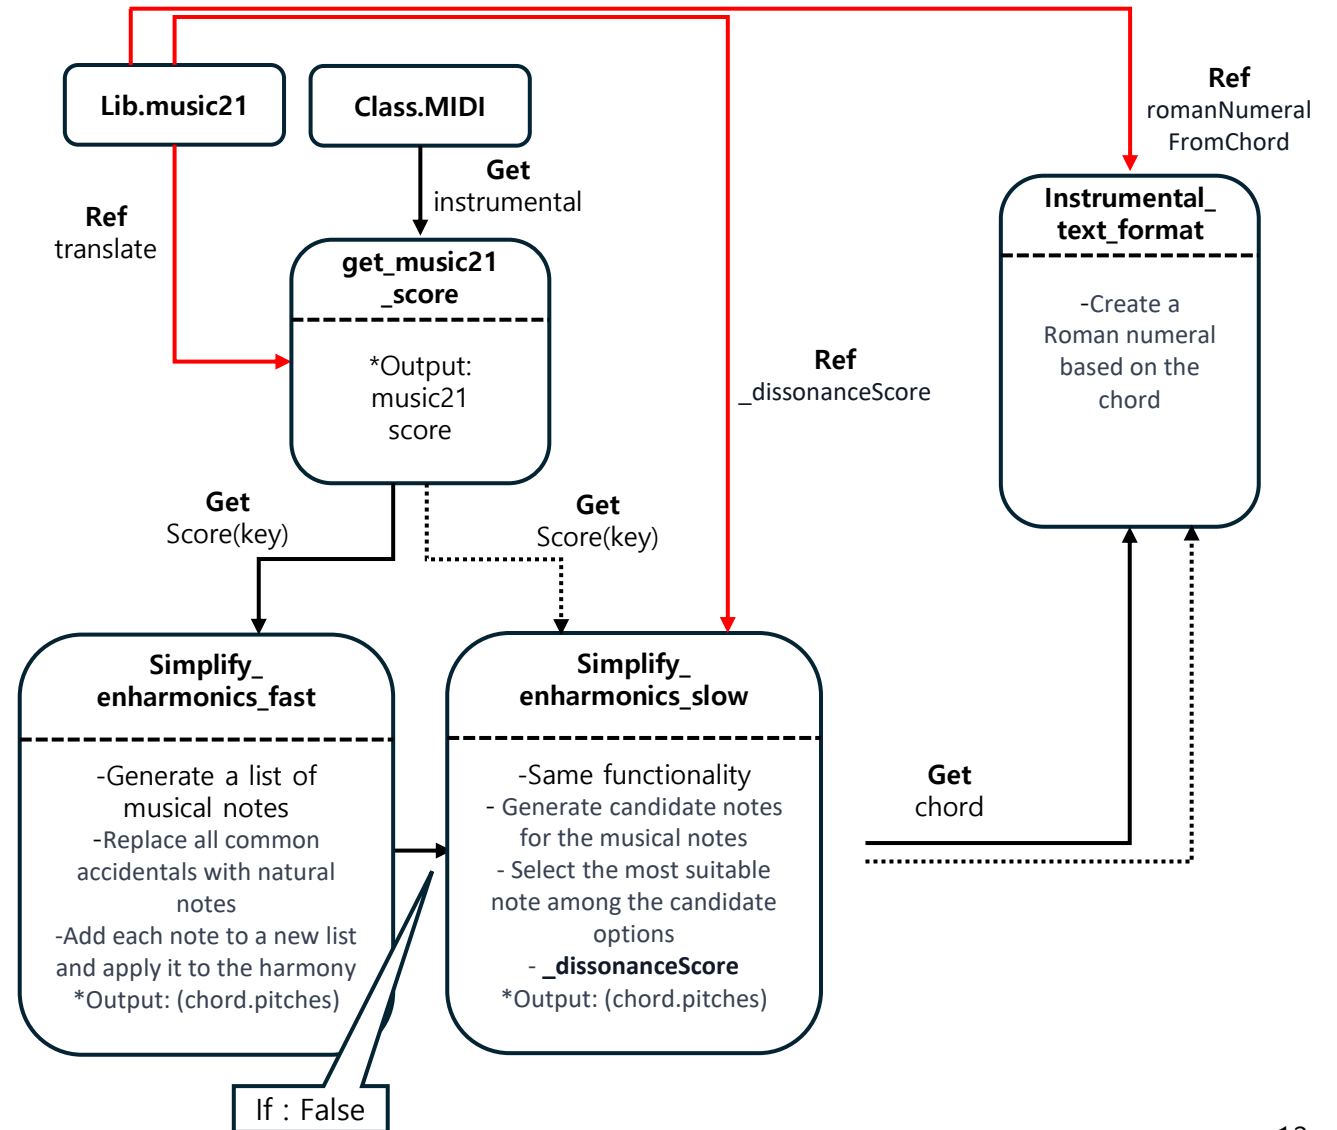 Lib.music21
Class.MIDI
Ref
romanNumeral
FromChord
Get
instrumental
Ref
translate
Instrumental_
text_format
-Create a
Roman numeral
based on the
chord
get_music21
_score
*Output:
music21
score
Ref
_dissonanceScore
Get
Score(key)
Get
Score(key)
Simplify_
enharmonics_fast
-Generate a list of
musical notes
-Replace all common
accidentals with natural
notes
-Add each note to a new list
and apply it to the harmony
*Output: (chord.pitches)
Simplify_
enharmonics_slow
-Same functionality
- Generate candidate notes
for the musical notes
- Select the most suitable
note among the candidate
options
- _dissonanceScore
*Output: (chord.pitches)
Get
chord
If : False